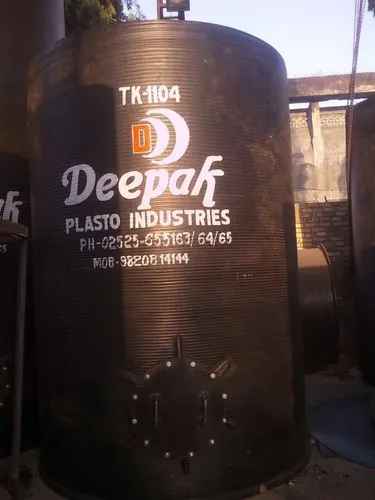 TK-1104
D
Deepak
PLASTO INDUSTRIES
PH-02525-655163/64/65
MOB-9820814144